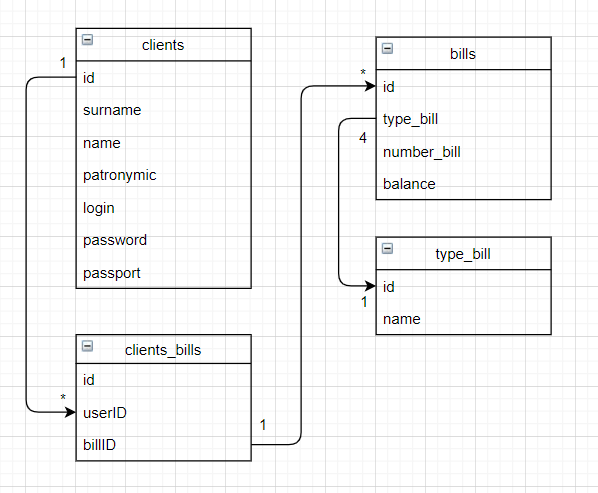 clients
1
id
surname
name
patronymic
login
password
passport
clients_bills
id
*
userID
billID
1
bills
*
id
type_bill
4
number_bill
balance
type_bill
id
1
name